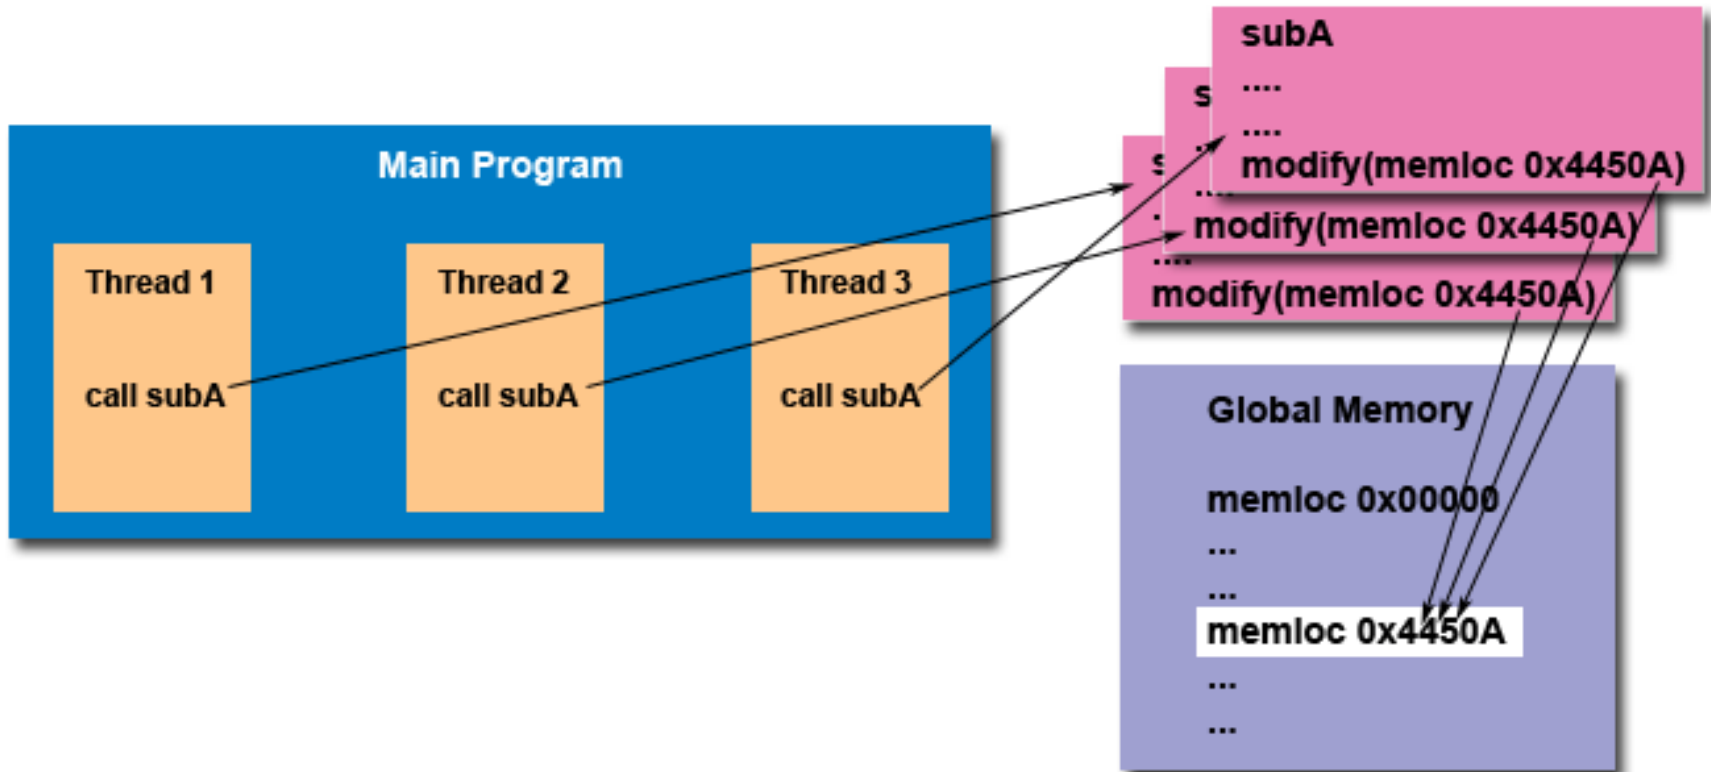 Main Program
Thread 1
call subA
Thread 2
call subA
Thread 3
call subA
subA
....
....
modify(memloc 0x4450A)
s
....
modify(memloc 0x4450A)
s
....
modify(memloc 0x4450A)
Global Memory
memloc 0x00000
...
...
memloc 0x4450A
...
...